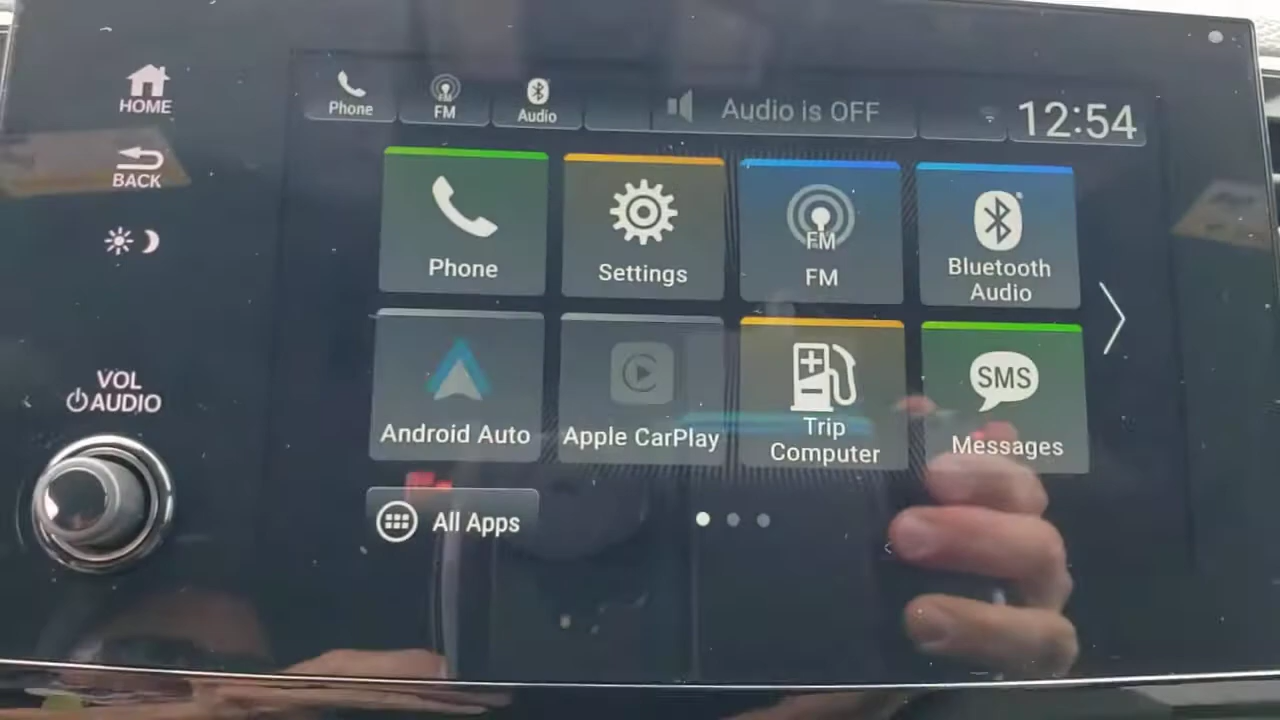 HOME
BACK
VOL
AUDIO
Phone
FM
Audio
Audio is OFF
12:54
Phone
Settings
FM
FM
Bluetooth
Audio
Android Auto
Apple CarPlay
Trip
Computer
SMS
Messages
All Apps